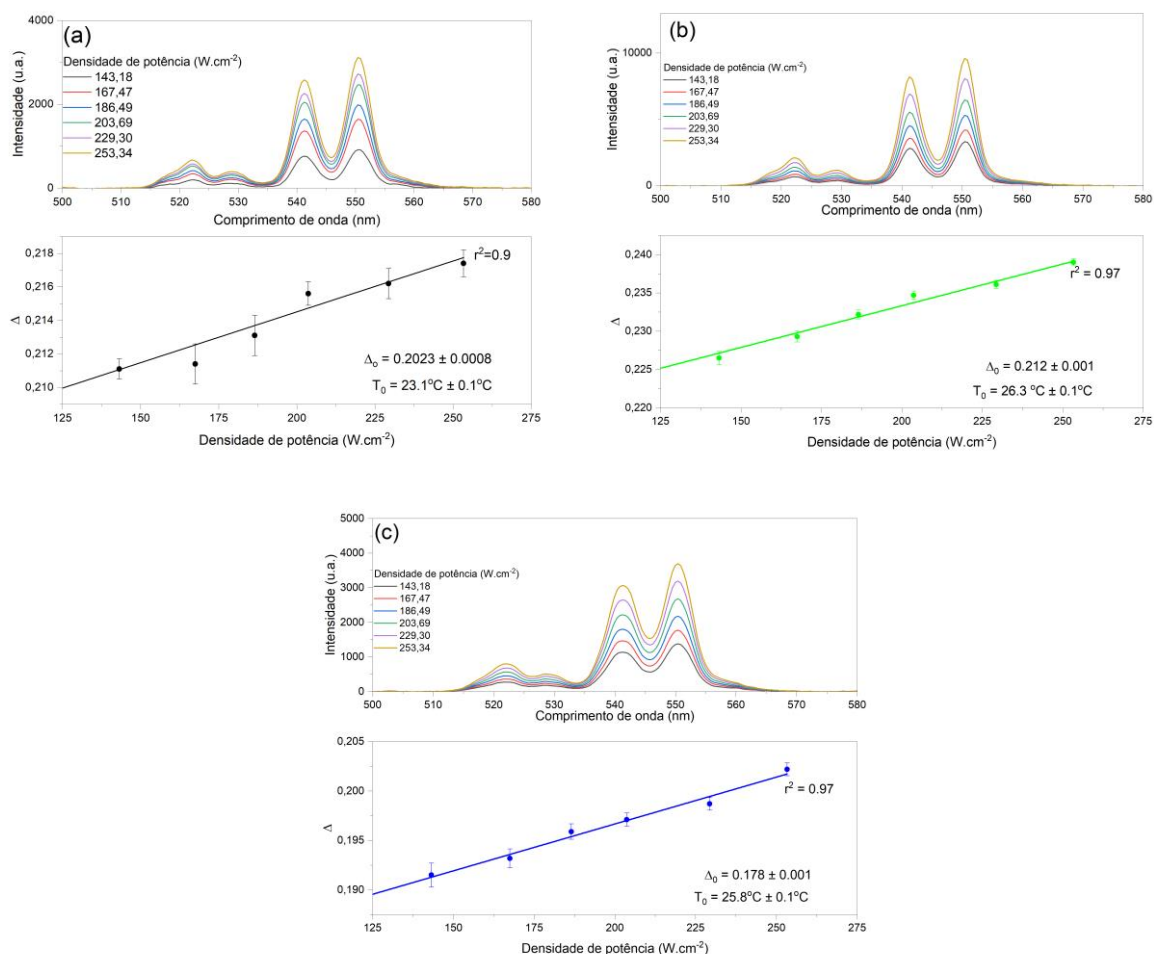 (a)
4000
2000
0
Intensidade (u.a.)
Densidade de potência (W.cm-2)
143,18
167,47
186,49
203,69
229,30
253,34
500 510 520 530 540 550 560 570 580
Comprimento de onda (nm)
0,218
0,216
0,214
0,212
0,210
Δ
r²=0.9
Δₒ = 0.2023 ± 0.0008
T₀ = 23.1°C ± 0.1°C
125 150 175 200 225 250 275
Densidade de potência (W.cm⁻²)
(b)
10000
0
Intensidade (u.a.)
Densidade de potência (W.cm-2)
143,18
167,47
186,49
203,69
229,30
253,34
500 510 520 530 540 550 560 570 580
Comprimento de onda (nm)
0,240
0,235
0,230
0,225
0,220
Δ
r² = 0.97
Δ₀ = 0.212 ± 0.001
T₀ = 26.3 °C ± 0.1°C
125 150 175 200 225 250 275
Densidade de potência (W.cm⁻²)
(c)
5000
4000
3000
2000
1000
0
Intensidade (u.a.)
Densidade de potência (W.cm-2)
143,18
167,47
186,49
203,69
229,30
253,34
500 510 520 530 540 550 560 570 580
Comprimento de onda (nm)
0,205
0,200
0,195
0,190
Δ
r² = 0.97
Δ₀ = 0.178 ± 0.001
T₀ = 25.8°C ± 0.1°C
125 150 175 200 225 250 275
Densidade de potência (W.cm⁻²)